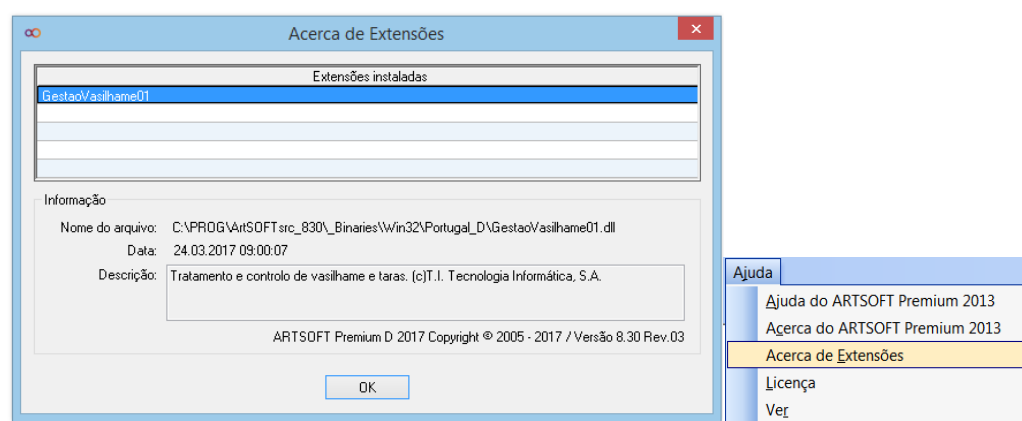 Acerca de Extensões
Extensões instaladas
GestaoVasilhame01
Informação
Nome do arquivo: C:\PROG\ArtSOFTsrc_830\_Binaries\Win32\Portugal_D\GestaoVasilhame01.dll
Data: 24.03.2017 09:00:07
Descrição: Tratamento e controlo de vasilhame e taras. (c)T.I. Tecnologia Informática, S.A.
ARTSOFT Premium D 2017 Copyright © 2005 - 2017 / Versão 8.30 Rev.03
OK
Ajuda
Ajuda do ARTSOFT Premium 2013
Acerca do ARTSOFT Premium 2013
Acerca de Extensões
Licença
Ver